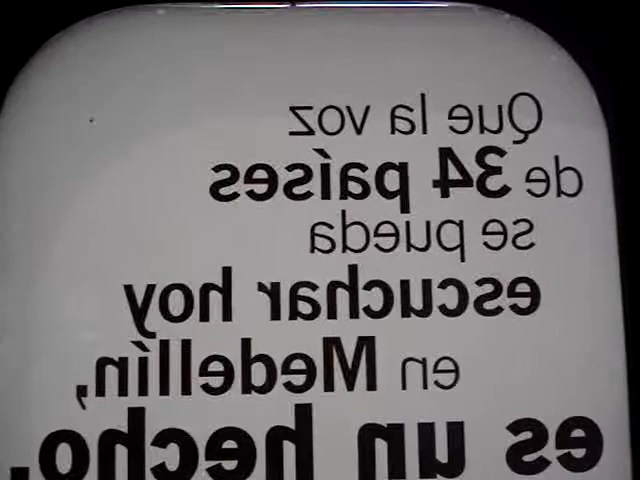 Que la voz
de 34 países
se pueda
escuchar hoy
en Medellín,
es un hecho.